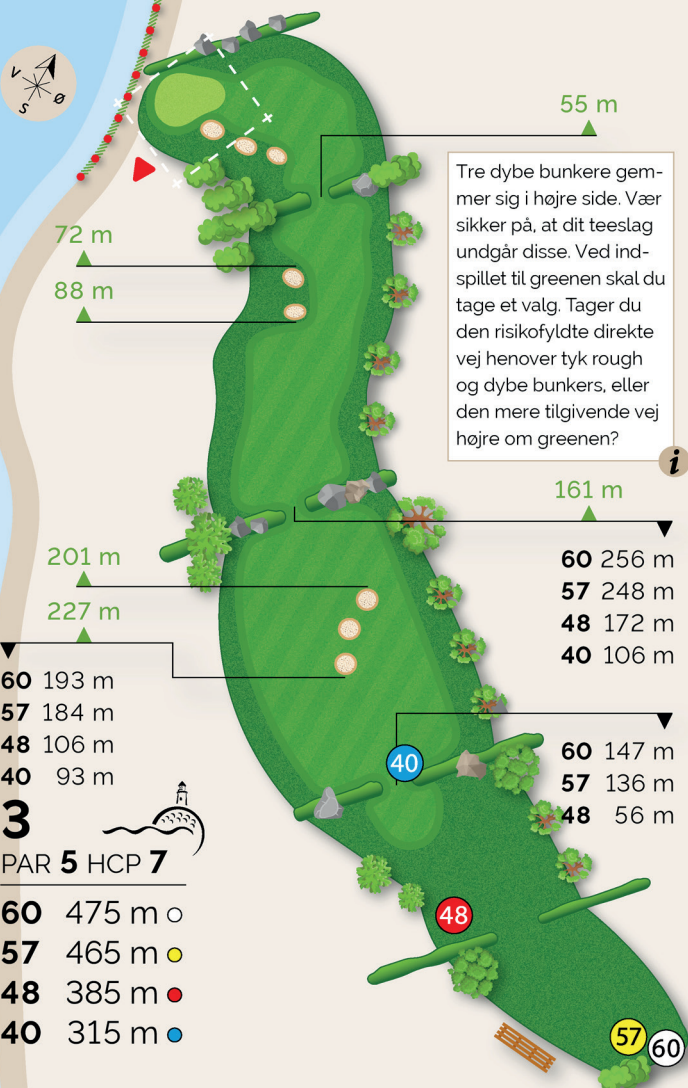 V
S
Ø
55 m
Tre dybe bunkere gem-
mer sig i højre side. Vær
sikker på, at dit teeslag
undgår disse. Ved ind-
spillet til greenen skal du
tage et valg. Tager du
den risikofyldte direkte
vej henover tyk rough
og dybe bunkers, eller
den mere tilgivende vej
højre om greenen?
i
72 m
88 m
161 m
60 256 m
57 248 m
48 172 m
40 106 m
201 m
227 m
60 193 m
57 184 m
48 106 m
40 93 m
40
60 147 m
57 136 m
48 56 m
3
PAR 5 HCP 7
60 475 m
57 465 m
48 385 m
40 315 m
48
57
60